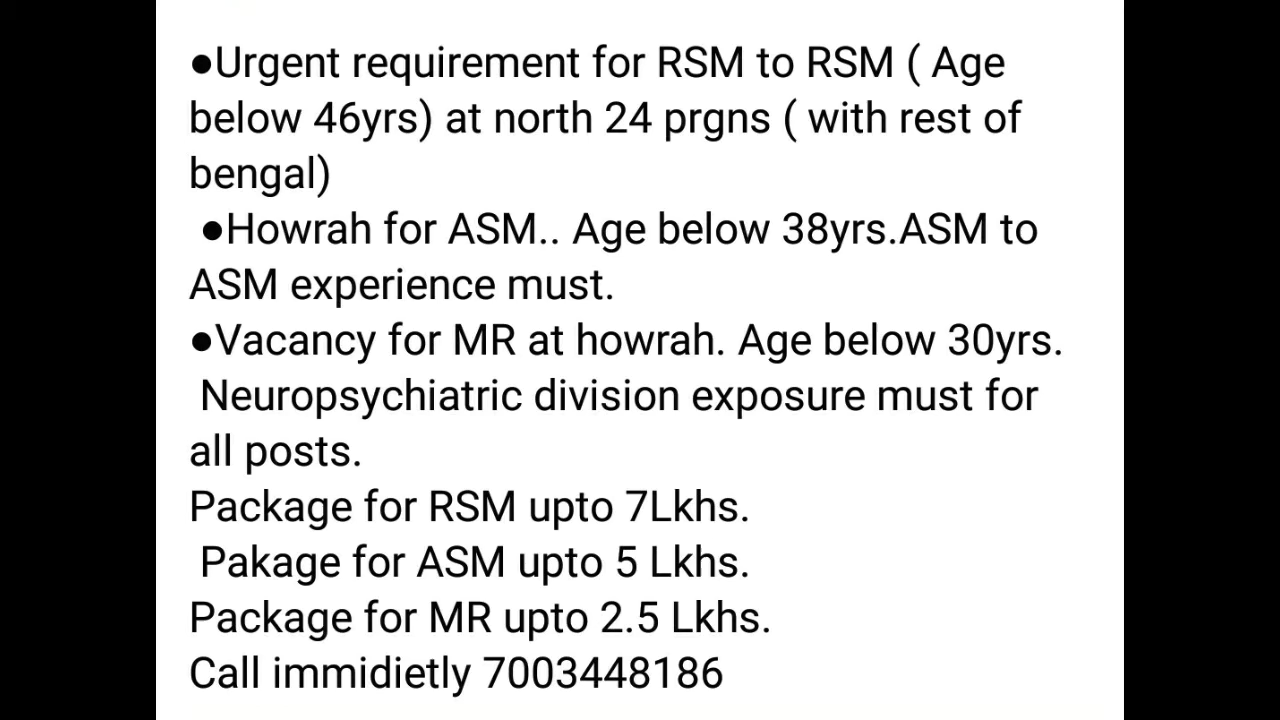 ●Urgent requirement for RSM to RSM ( Age
below 46yrs) at north 24 prgns ( with rest of
bengal)
●Howrah for ASM.. Age below 38yrs.ASM to
ASM experience must.
●Vacancy for MR at howrah. Age below 30yrs.
Neuropsychiatric division exposure must for
all posts.
Package for RSM upto 7Lkhs.
Pakage for ASM upto 5 Lkhs.
Package for MR upto 2.5 Lkhs.
Call immidietly 7003448186